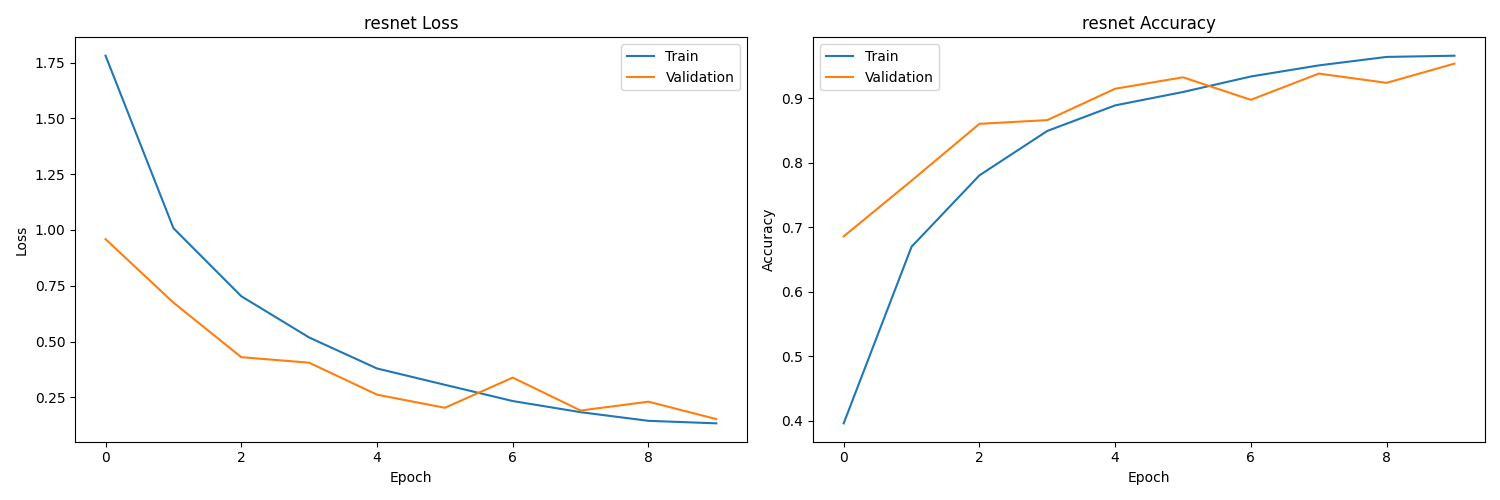 resnet Loss
1.75
1.50
1.25
1.00
0.75
0.50
0.25
Loss
0 2 4 6 8
Epoch
Train
Validation
resnet Accuracy
0.9
0.8
0.7
0.6
0.5
0.4
Accuracy
0 2 4 6 8
Epoch
Train
Validation